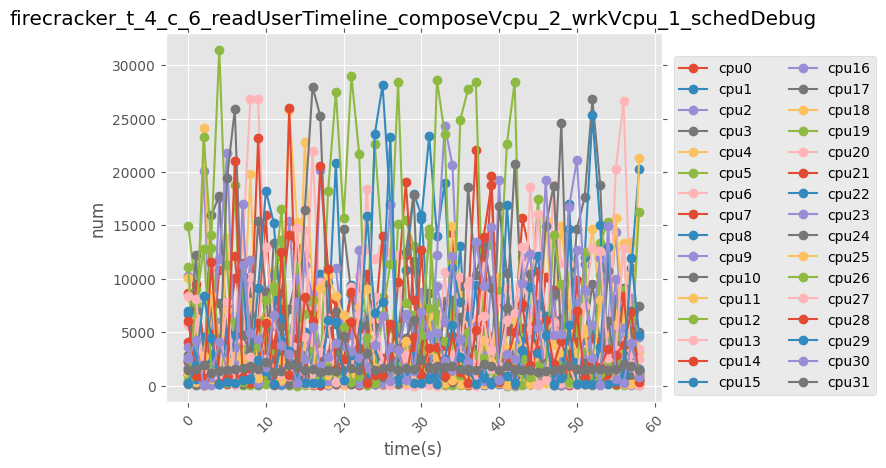 firecracker_t_4_c_6_readUserTimeline_composeVcpu_2_wrkVcpu_1_schedDebug
num
30000
25000
20000
15000
10000
5000
0
0
10
20
30
40
50
60
time(s)
cpu0
cpu1
cpu2
cpu3
cpu4
cpu5
cpu6
cpu7
cpu8
cpu9
cpu10
cpu11
cpu12
cpu13
cpu14
cpu15
cpu16
cpu17
cpu18
cpu19
cpu20
cpu21
cpu22
cpu23
cpu24
cpu25
cpu26
cpu27
cpu28
cpu29
cpu30
cpu31